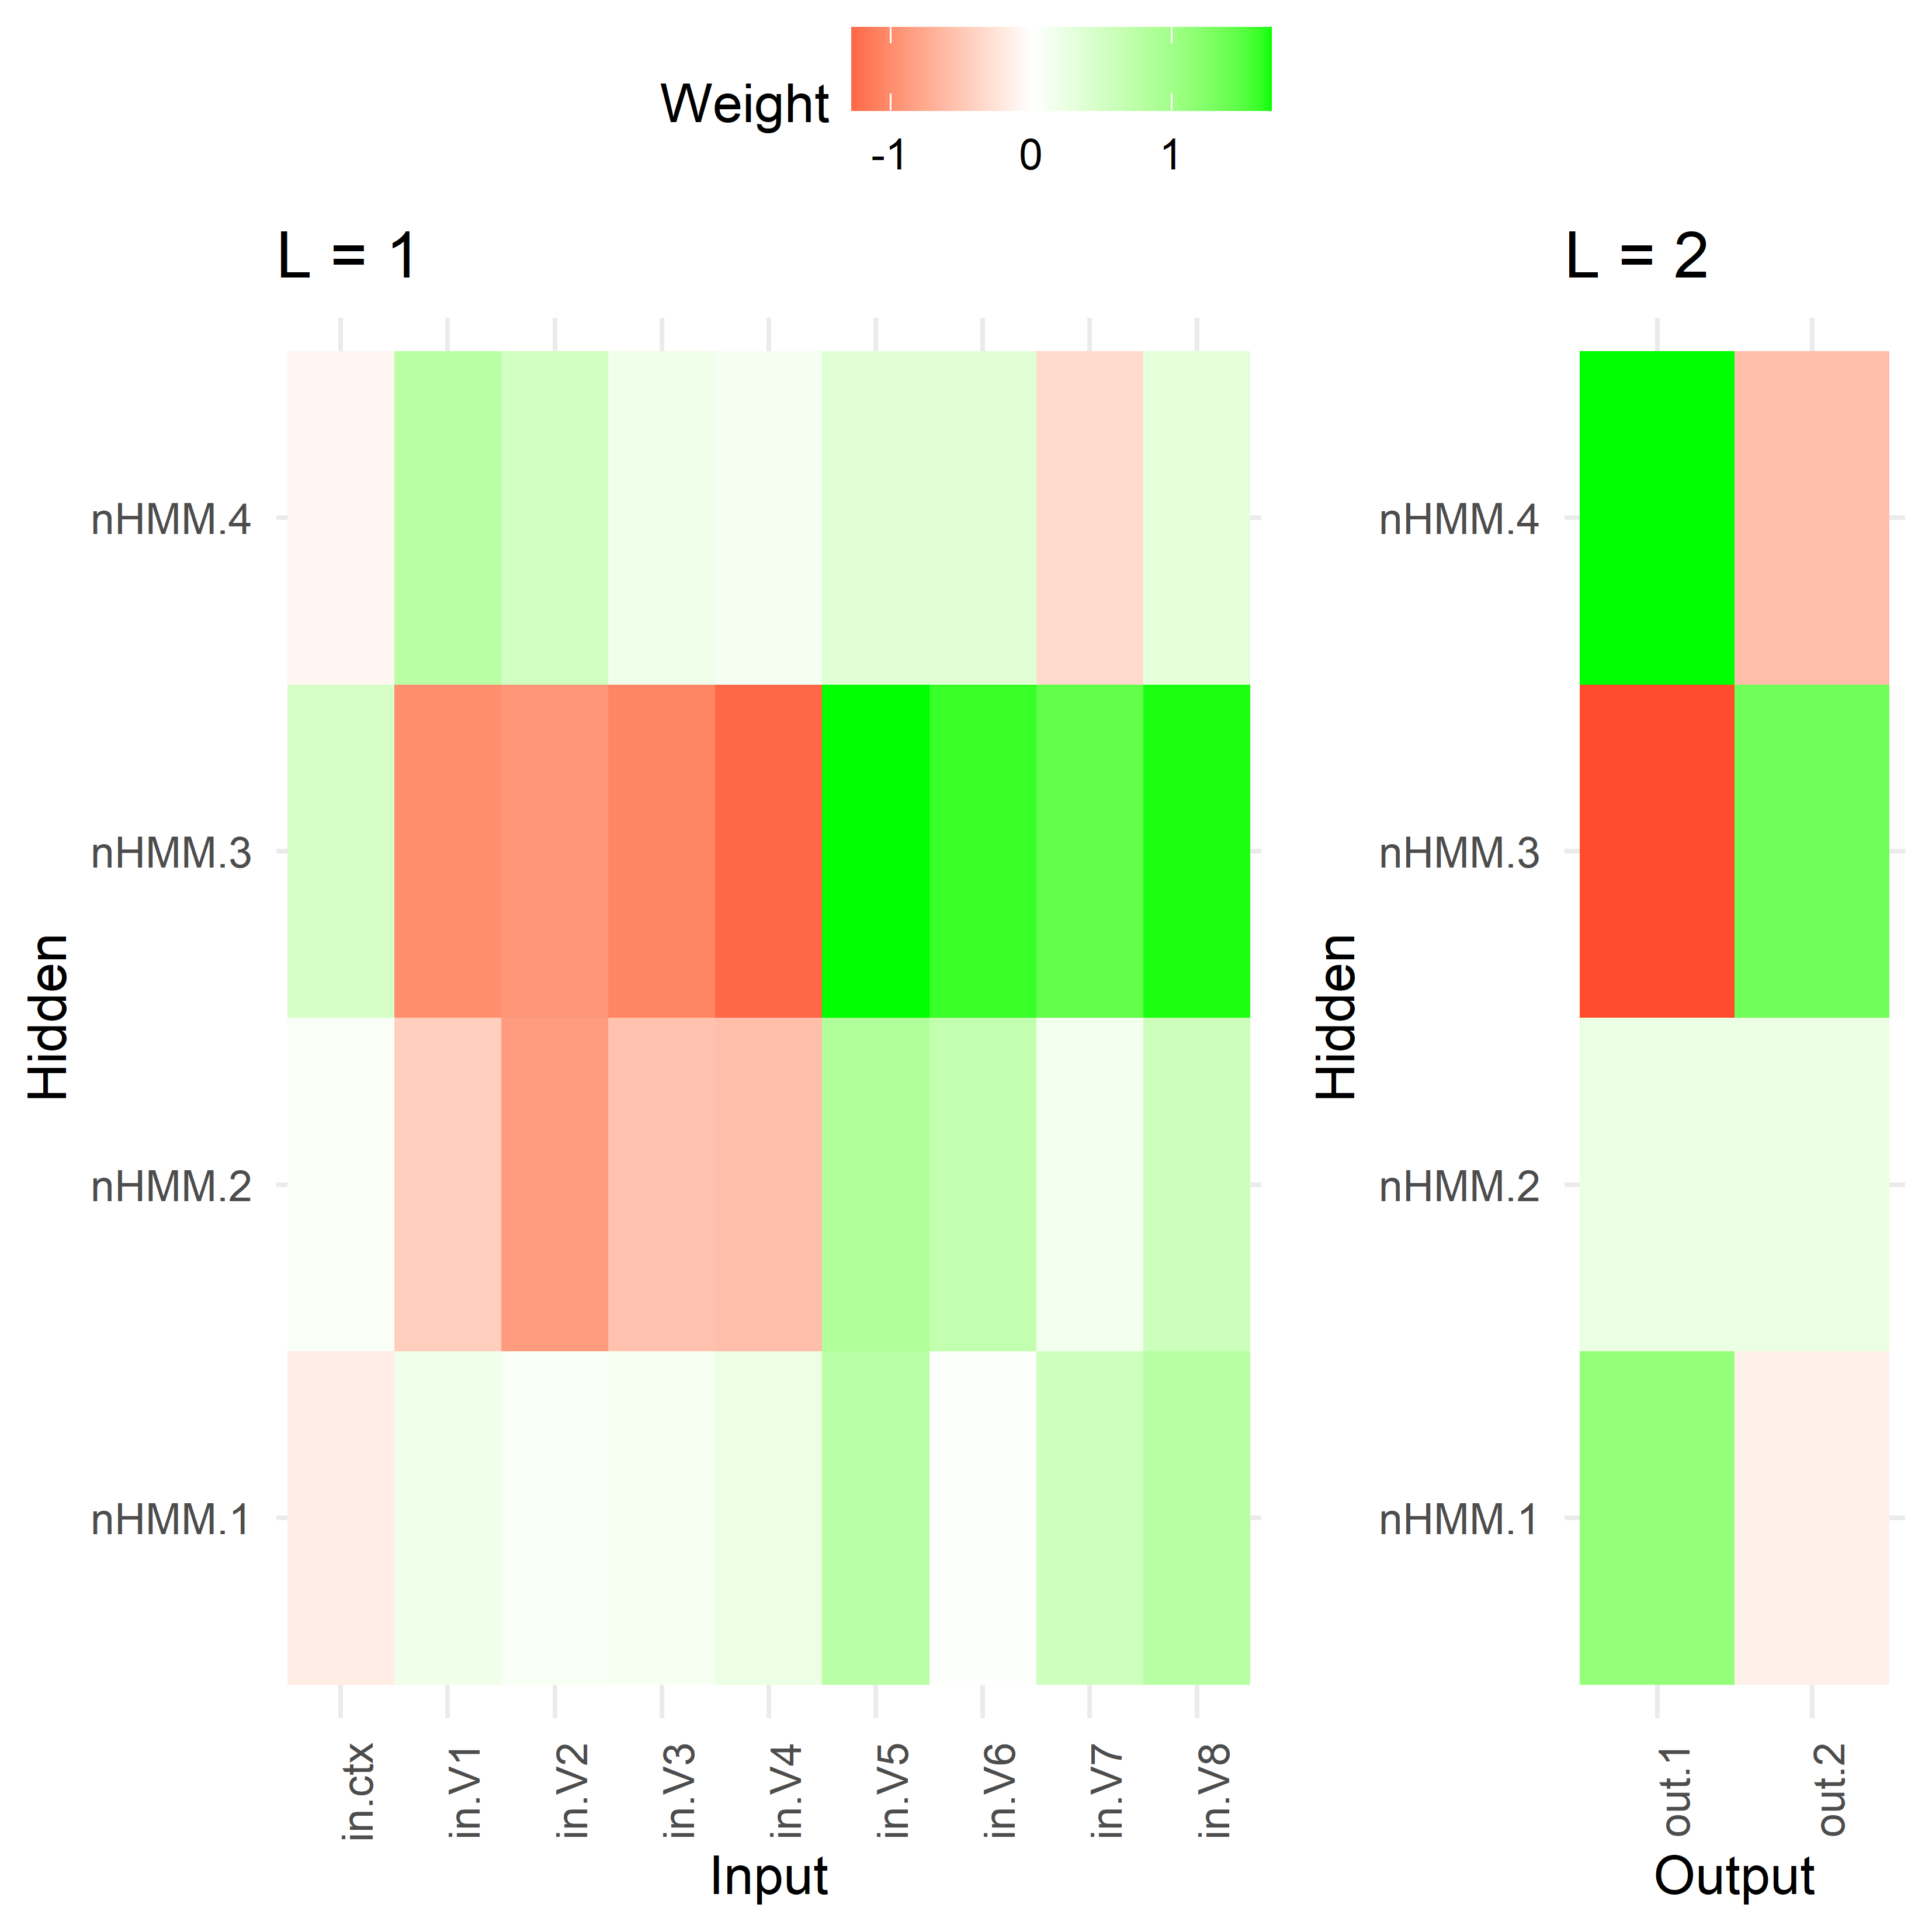 Weight
-1 0 1
L = 1
L = 2
nHMM.4
nHMM.3
nHMM.2
nHMM.1
Hidden
in.ctx
in.V1
in.V2
in.V3
in.V4
in.V5
in.V6
in.V7
in.V8
Input
nHMM.4
nHMM.3
nHMM.2
nHMM.1
Hidden
out.1
out.2
Output